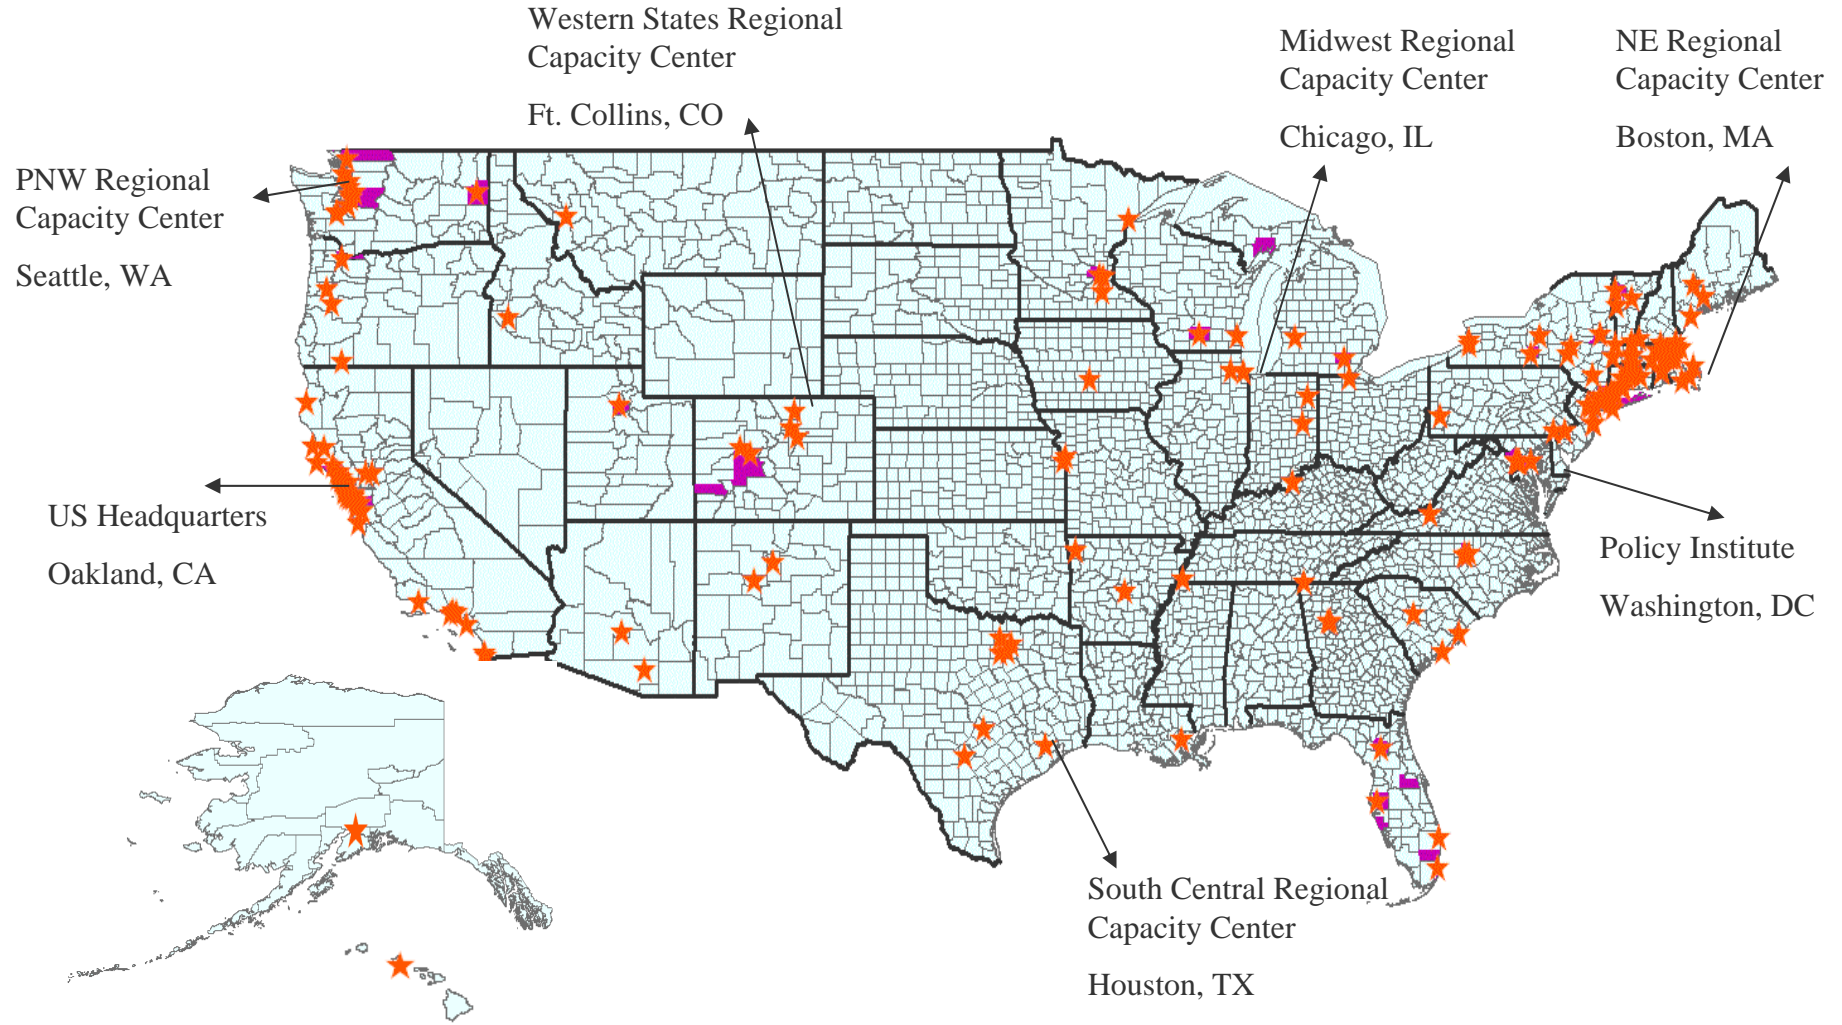 Western States Regional
Capacity Center
Ft. Collins, CO
Midwest Regional
Capacity Center
Chicago, IL
NE Regional
Capacity Center
Boston, MA
PNW Regional
Capacity Center
Seattle, WA
US Headquarters
Oakland, CA
Policy Institute
Washington, DC
South Central Regional
Capacity Center
Houston, TX